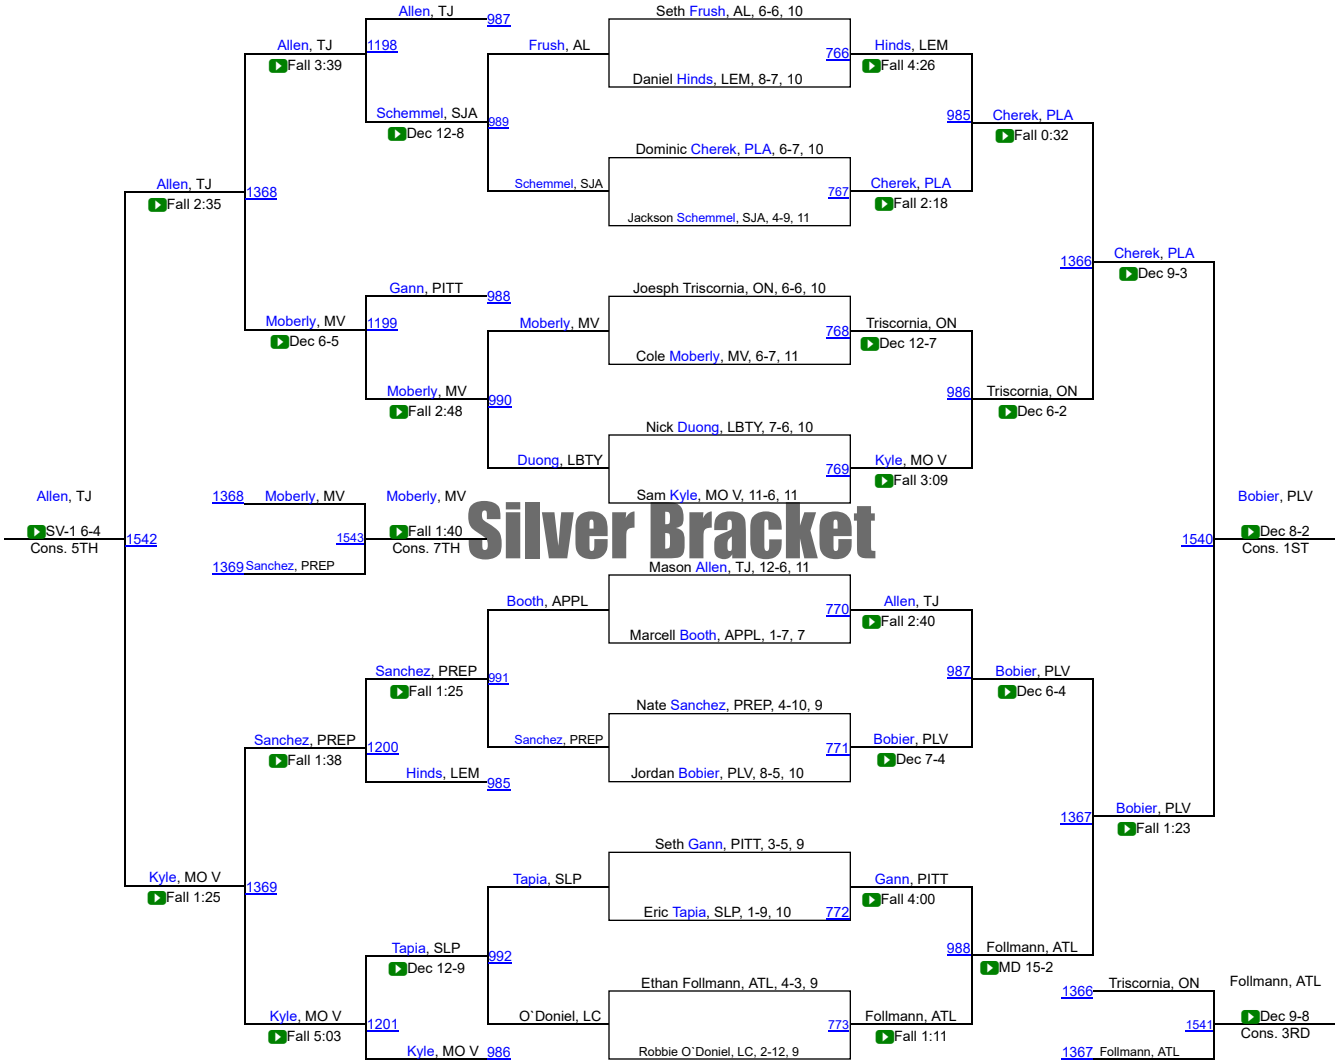 Allen, TJ
987
Seth Frush, AL, 6-6, 10
Allen, TJ
Fall 3:39
1198
Frush, AL
766
Hinds, LEM
Fall 4:26
Daniel Hinds, LEM, 8-7, 10
Schemmel, SJA
Dec 12-8
989
985
Cherek, PLA
Fall 0:32
Dominic Cherek, PLA, 6-7, 10
Allen, TJ
Fall 2:35
1368
Schemmel, SJA
767
Cherek, PLA
Fall 2:18
Jackson Schemmel, SJA, 4-9, 11
1366
Cherek, PLA
Dec 9-3
Gann, PITT
988
Joesph Triscornia, ON, 6-6, 10
Moberly, MV
Dec 6-5
1199
Moberly, MV
768
Triscornia, ON
Dec 12-7
Cole Moberly, MV, 6-7, 11
Moberly, MV
Fall 2:48
990
986
Triscornia, ON
Dec 6-2
Nick Duong, LBTY, 7-6, 10
Duong, LBTY
769
Kyle, MO V
Fall 3:09
Sam Kyle, MO V, 11-6, 11
Allen, TJ
SV-1 6-4
Cons. 5TH
1542
1368
Moberly, MV
1543
1369
Sanchez, PREP
Moberly, MV
Fall 1:40
Cons. 7TH
Silver Bracket
1540
Bobier, PLV
Dec 8-2
Cons. 1ST
Mason Allen, TJ, 12-6, 11
Booth, APPL
770
Allen, TJ
Fall 2:40
Marcell Booth, APPL, 1-7, 7
Sanchez, PREP
Fall 1:25
991
987
Bobier, PLV
Dec 6-4
Nate Sanchez, PREP, 4-10, 9
Sanchez, PREP
Fall 1:38
1200
Sanchez, PREP
771
Bobier, PLV
Dec 7-4
Hinds, LEM
985
Jordan Bobier, PLV, 8-5, 10
1367
Bobier, PLV
Fall 1:23
Seth Gann, PITT, 3-5, 9
Kyle, MO V
Fall 1:25
1369
Tapia, SLP
Gann, PITT
Fall 4:00
Eric Tapia, SLP, 1-9, 10
772
Tapia, SLP
Dec 12-9
992
988
Follmann, ATL
MD 15-2
Ethan Follmann, ATL, 4-3, 9
Kyle, MO V
Fall 5:03
1201
O`Doniel, LC
773
Follmann, ATL
Fall 1:11
Kyle, MO V
986
Robbie O`Doniel, LC, 2-12, 9
1366
Triscornia, ON
1541
1367
Follmann, ATL
Follmann, ATL
Dec 9-8
Cons. 3RD